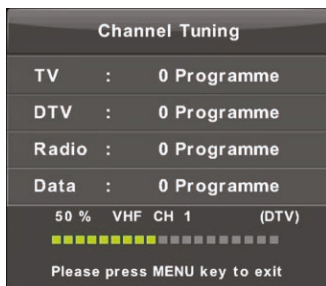 Channel Tuning
TV : 0 Programme
DTV : 0 Programme
Radio : 0 Programme
Data : 0 Programme
50 % VHF CH 1 (DTV)
Please press MENU key to exit